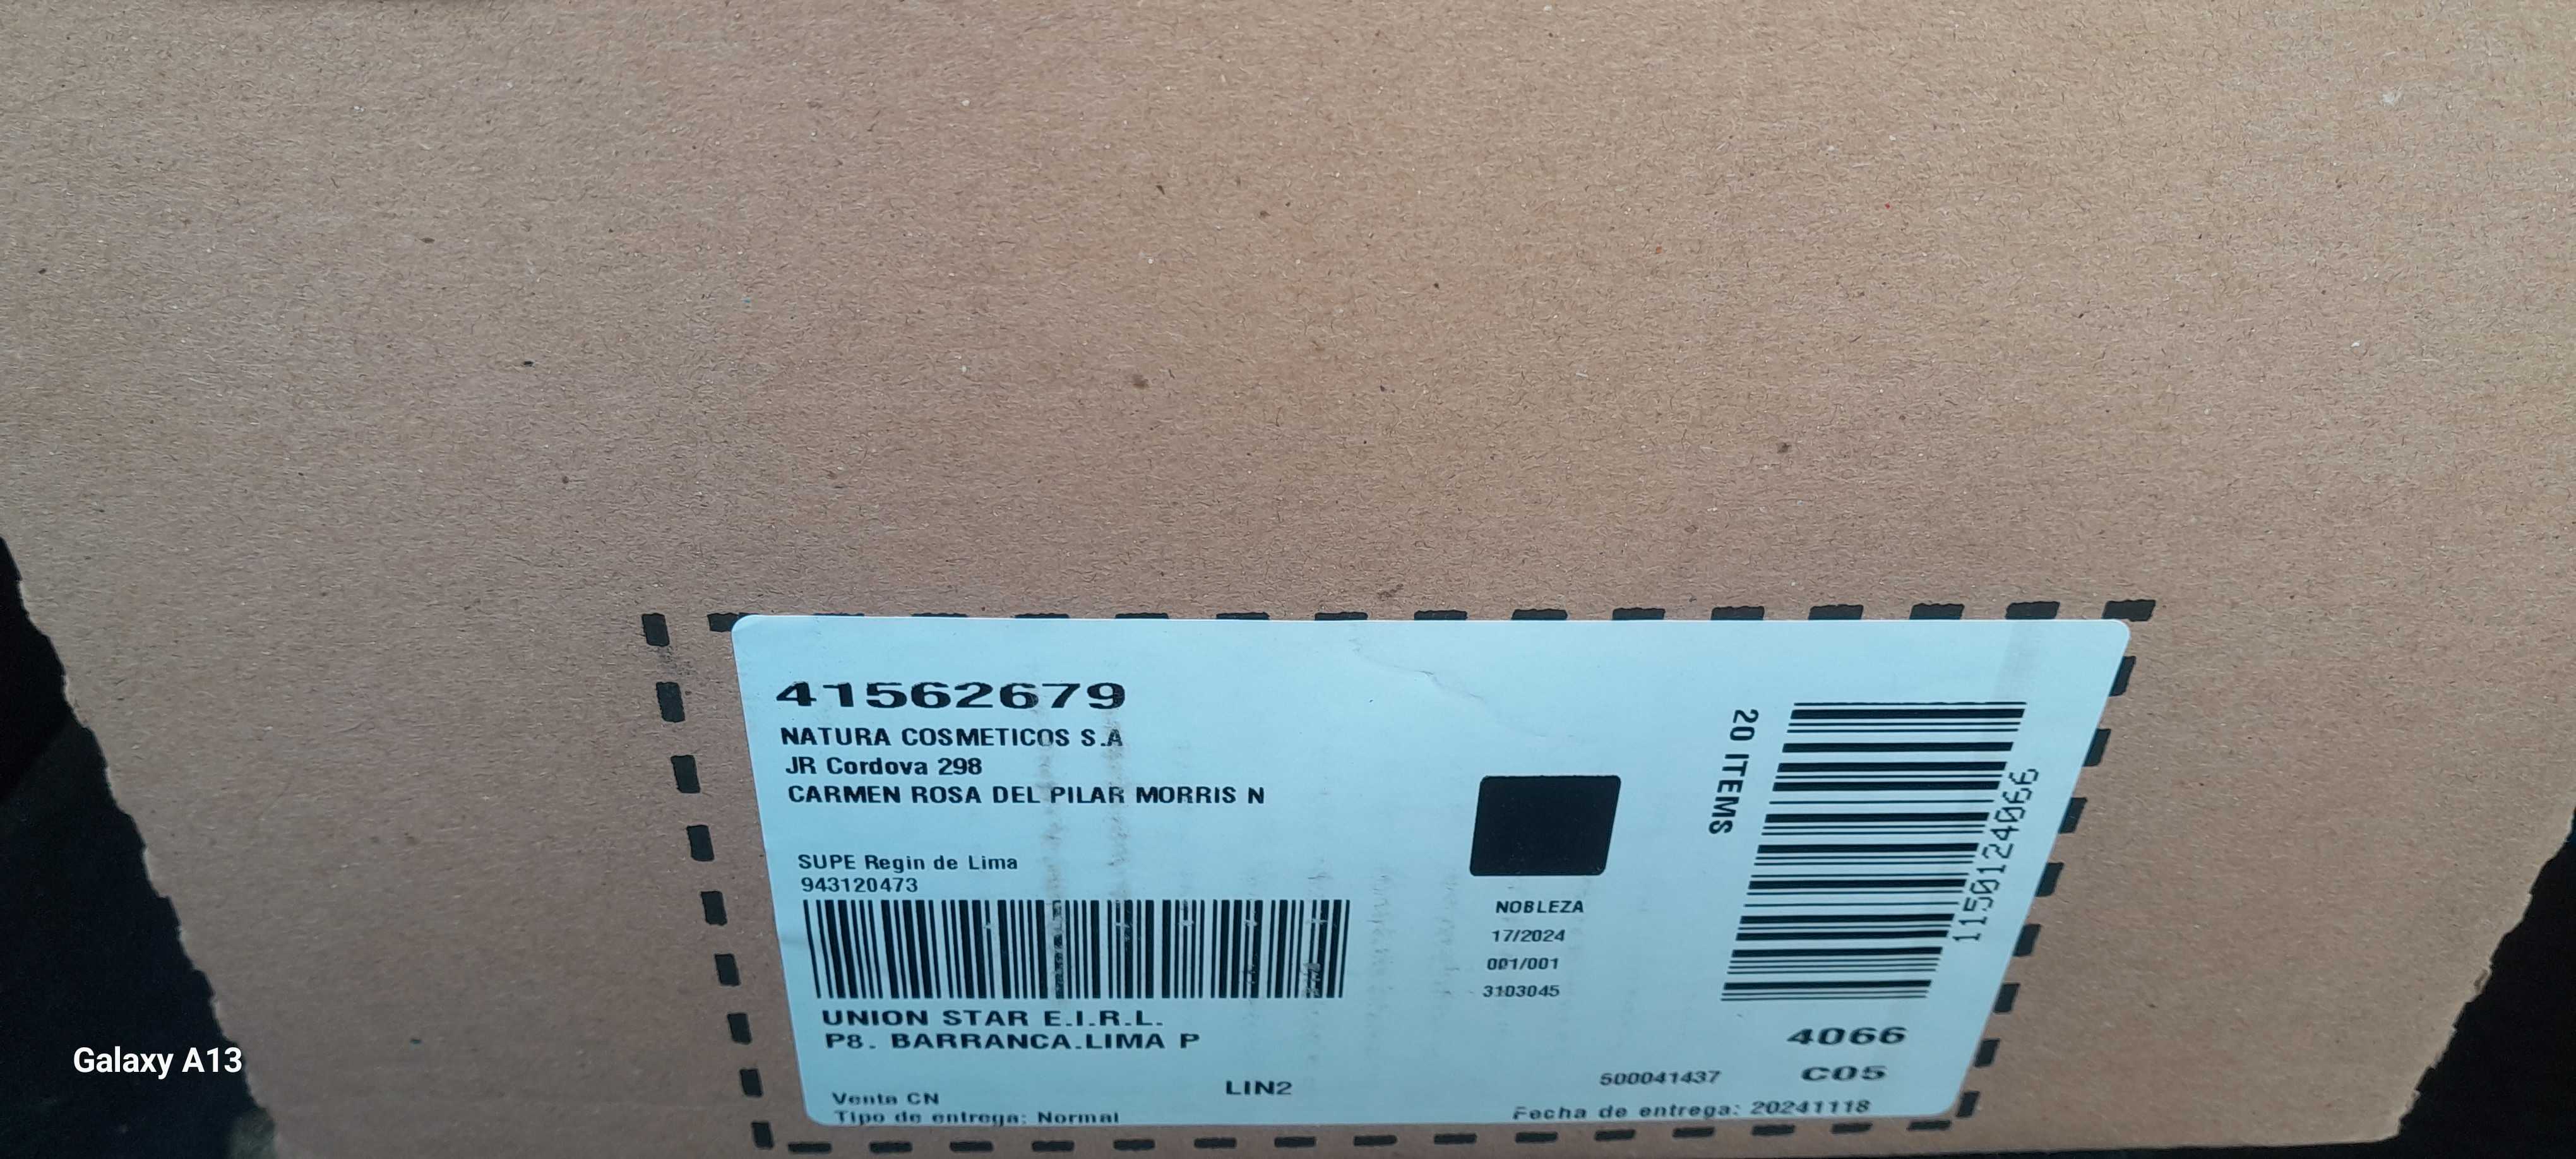 41562679
NATURA COSMETICOS S.A
JR Cordova 298
CARMEN ROSA DEL PILAR MORRIS N
SUPE Regin de Lima
943120473
UNION STAR E.I.R.L.
P8. BARRANCA.LIMA P
Venta CN
Tipo de entrega: Normal
LIN2
NOBLEZA
17/2024
001/001
3103045
20 ITEMS
1150124066
4066
C05
500041437
Fecha de entrega: 20241118
Galaxy A13